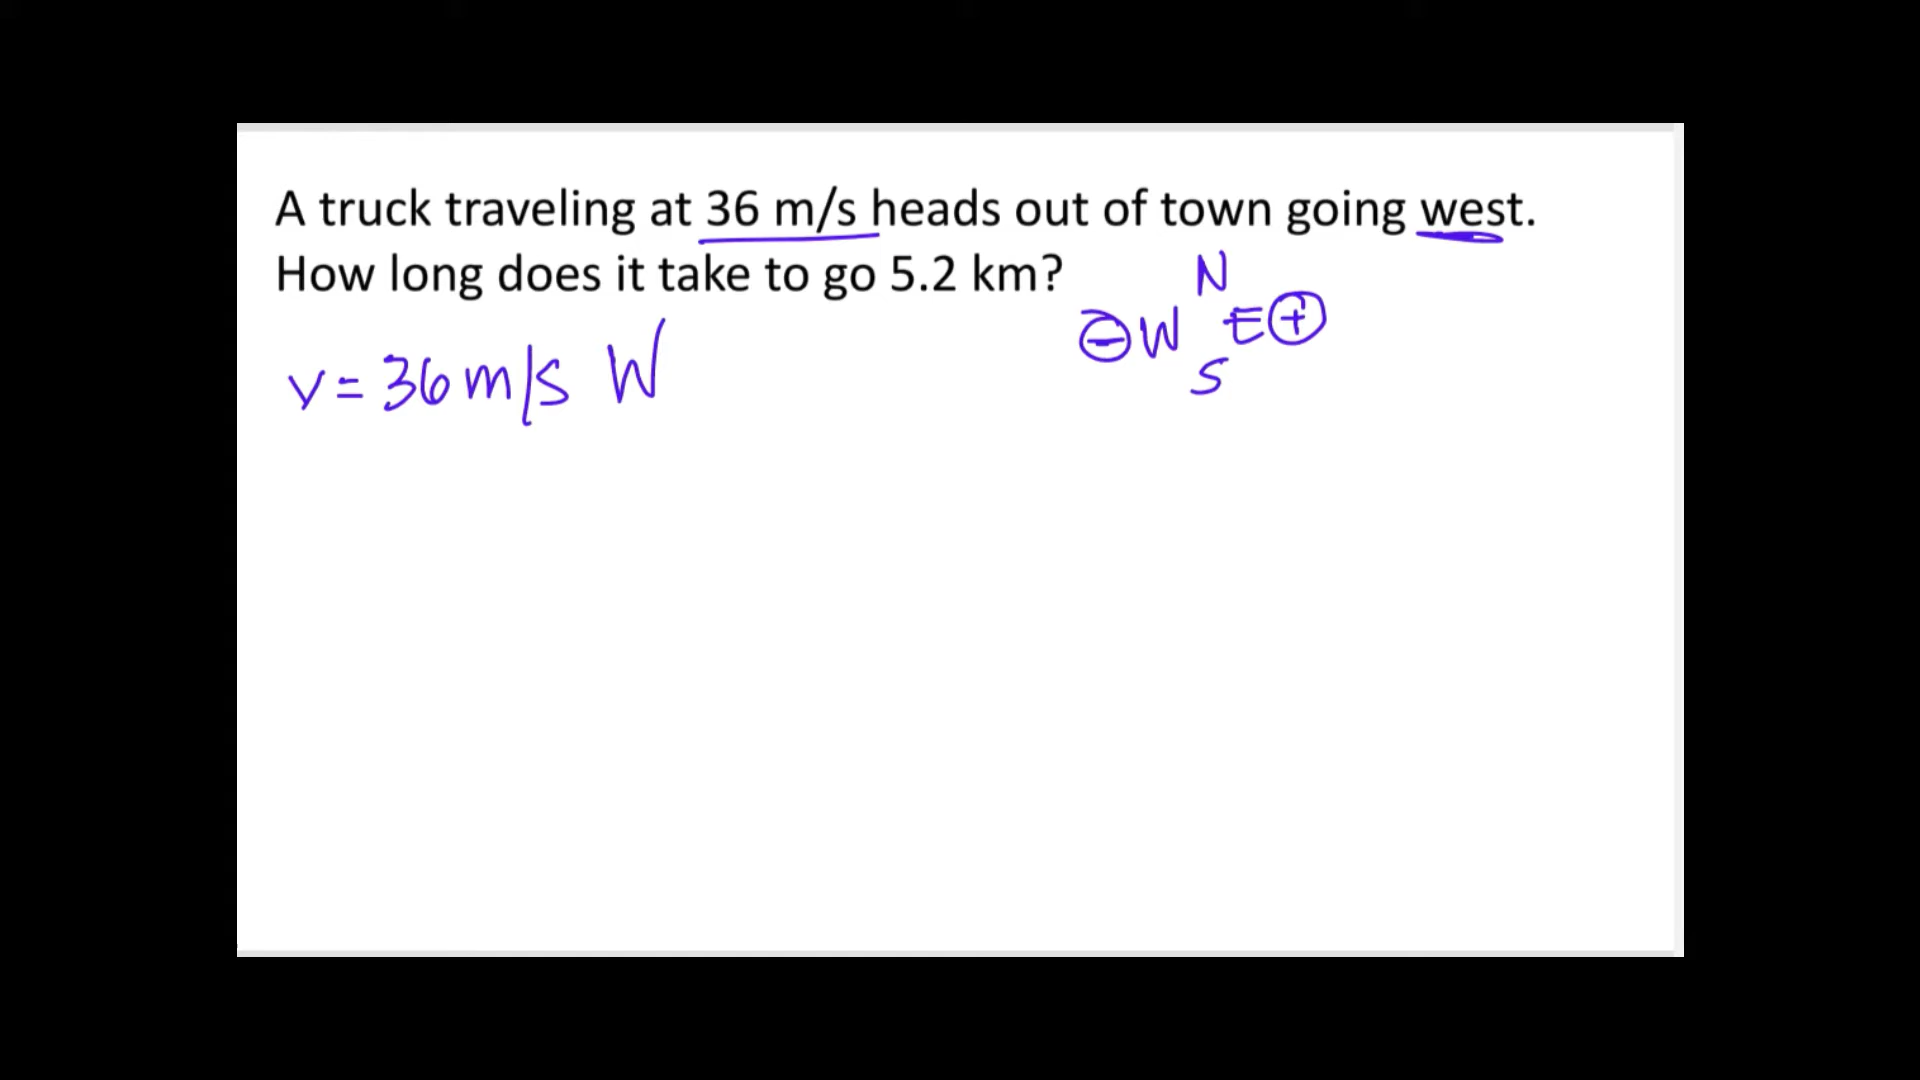 A truck traveling at 36 m/s heads out of town going west.
How long does it take to go 5.2 km?
N
⊖ W E ⊕
S
v = 36 m/s W